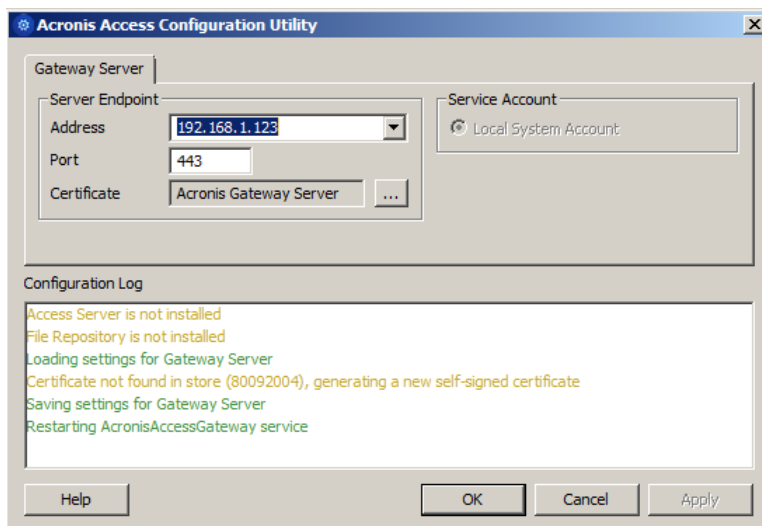 Acronis Access Configuration Utility
Gateway Server
Server Endpoint
Address 192.168.1.123
Port 443
Certificate Acronis Gateway Server ...
Service Account
Local System Account
Configuration Log
Access Server is not installed
File Repository is not installed
Loading settings for Gateway Server
Certificate not found in store (80092004), generating a new self-signed certificate
Saving settings for Gateway Server
Restarting AcronisAccessGateway service
Help OK Cancel Apply